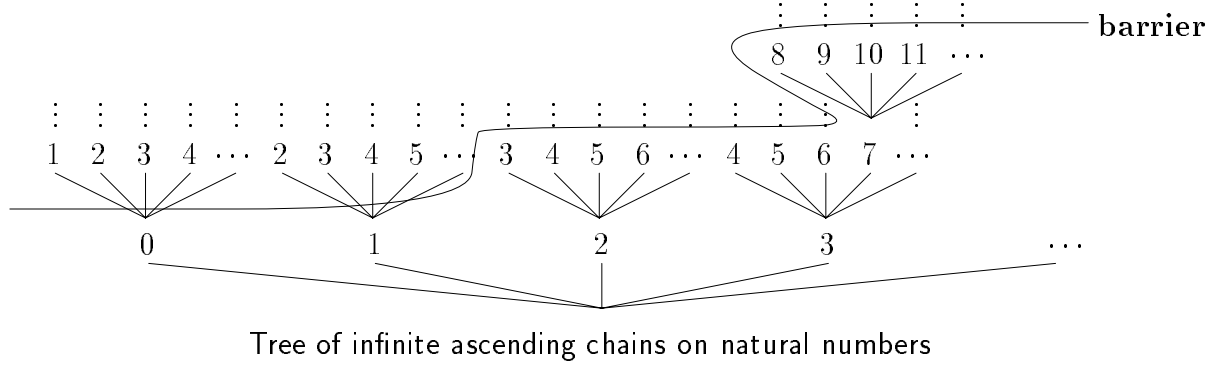 barrier
8 9 10 11 ⋯
1 2 3 4 ⋯ 2 3 4 5 ⋯ 3 4 5 6 ⋯ 4 5 6 7 ⋯
0 1 2 3 ⋯
Tree of infinite ascending chains on natural numbers